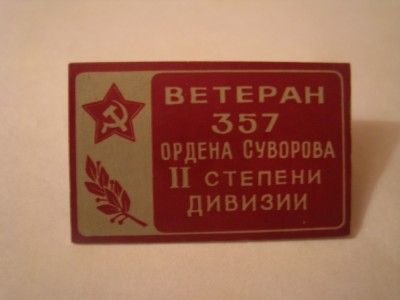 ВЕТЕРАН
357
ОРДЕНА СУВОРОВА
II СТЕПЕНИ
ДИВИЗИИ